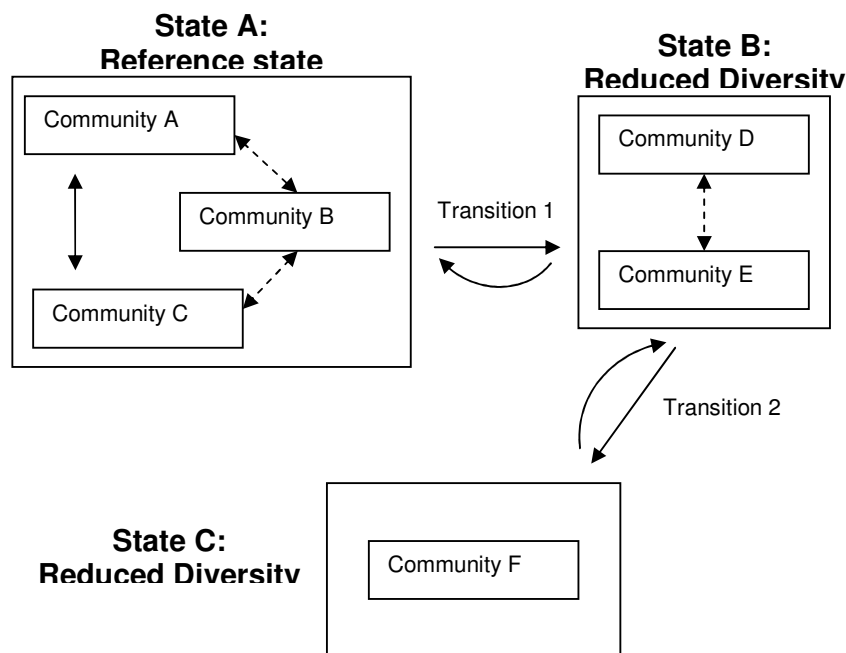 State A:
Reference state
Community A
Community B
Community C
Transition 1
State B:
Reduced Diversity
Community D
Community E
Transition 2
State C:
Reduced Diversity
Community F